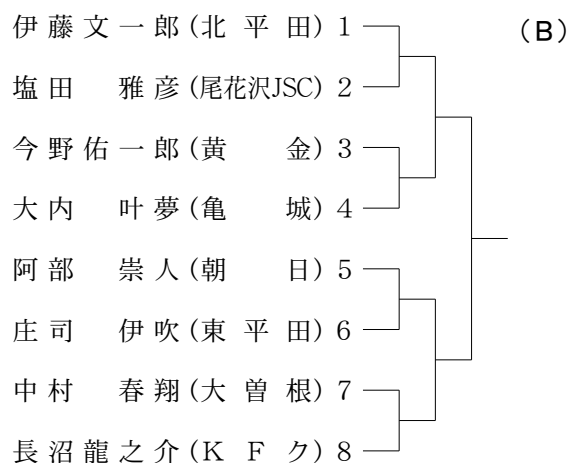 伊藤文一郎(北平田) 1
(B)
塩田 雅彦(尾花沢JSC) 2
今野佑一郎(黄 金) 3
大内 叶夢(亀 城) 4
阿部 崇人(朝 日) 5
庄司 伊吹(東平田) 6
中村 春翔(大曽根) 7
長沼龍之介(KFク) 8